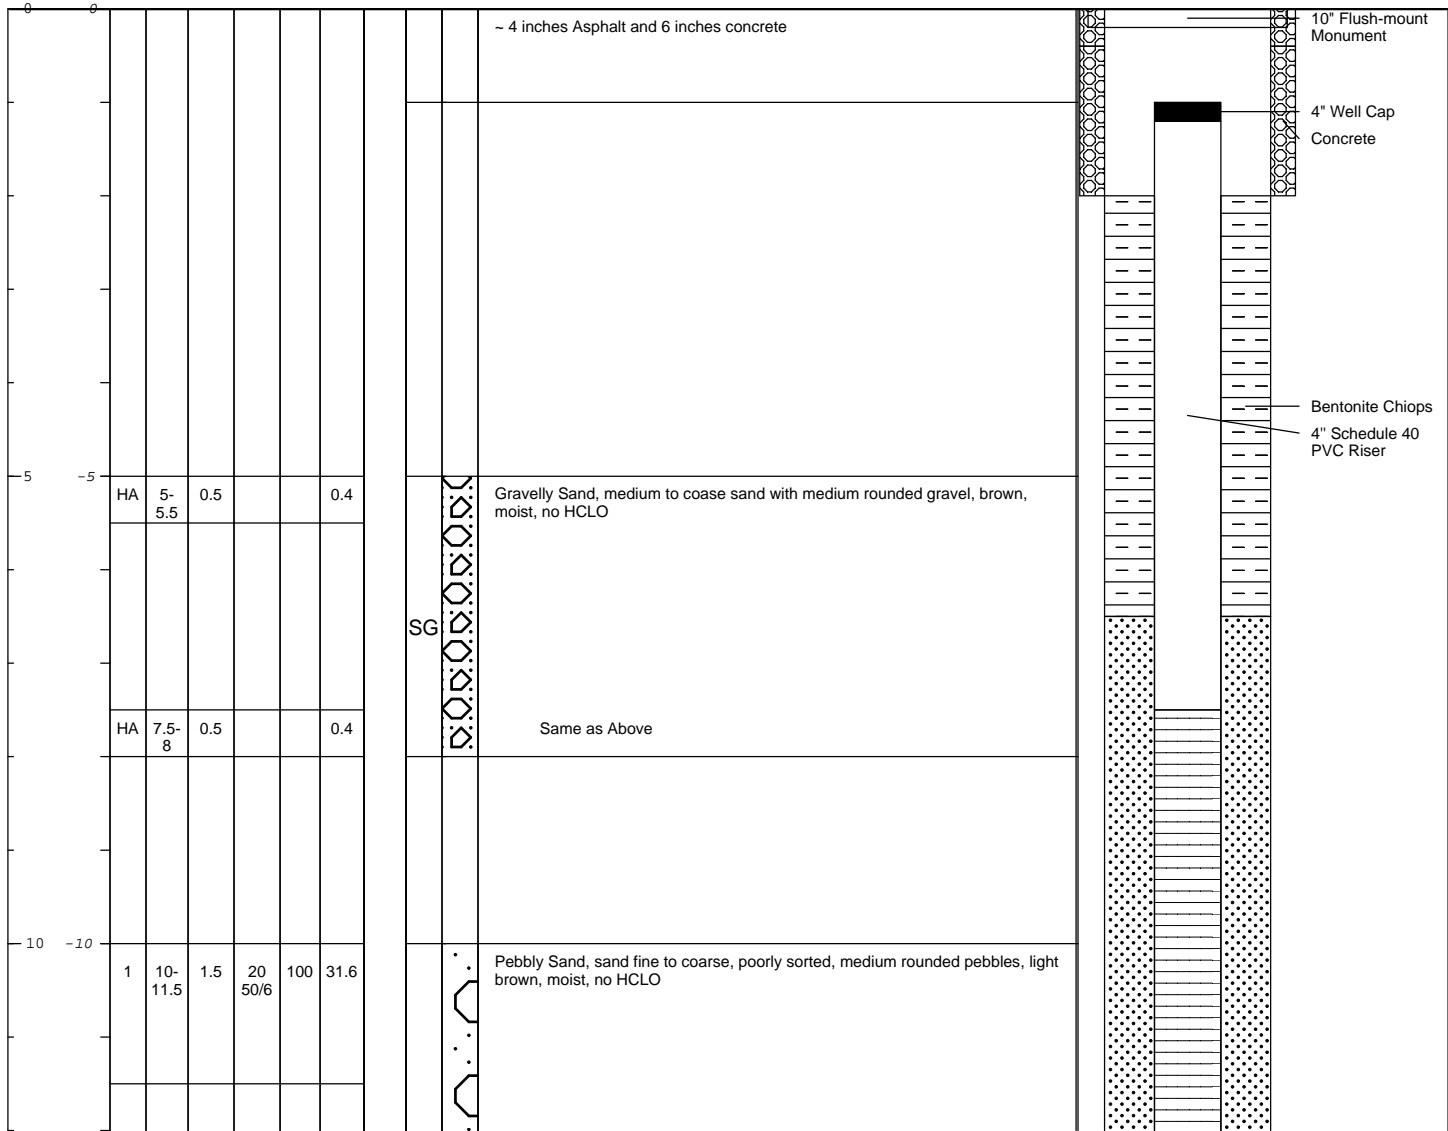 0 0
~ 4 inches Asphalt and 6 inches concrete
10" Flush-mount
Monument
4" Well Cap
Concrete
Bentonite Chiops
4" Schedule 40
PVC Riser
5 -5
HA 5- 0.5 0.4
5.5
Gravelly Sand, medium to coase sand with medium rounded gravel, brown,
moist, no HCLO
SG
HA 7.5- 0.5 0.4
8
Same as Above
10 -10
1 10- 1.5 20 100 31.6
11.5 50/6
Pebbly Sand, sand fine to coarse, poorly sorted, medium rounded pebbles, light
brown, moist, no HCLO